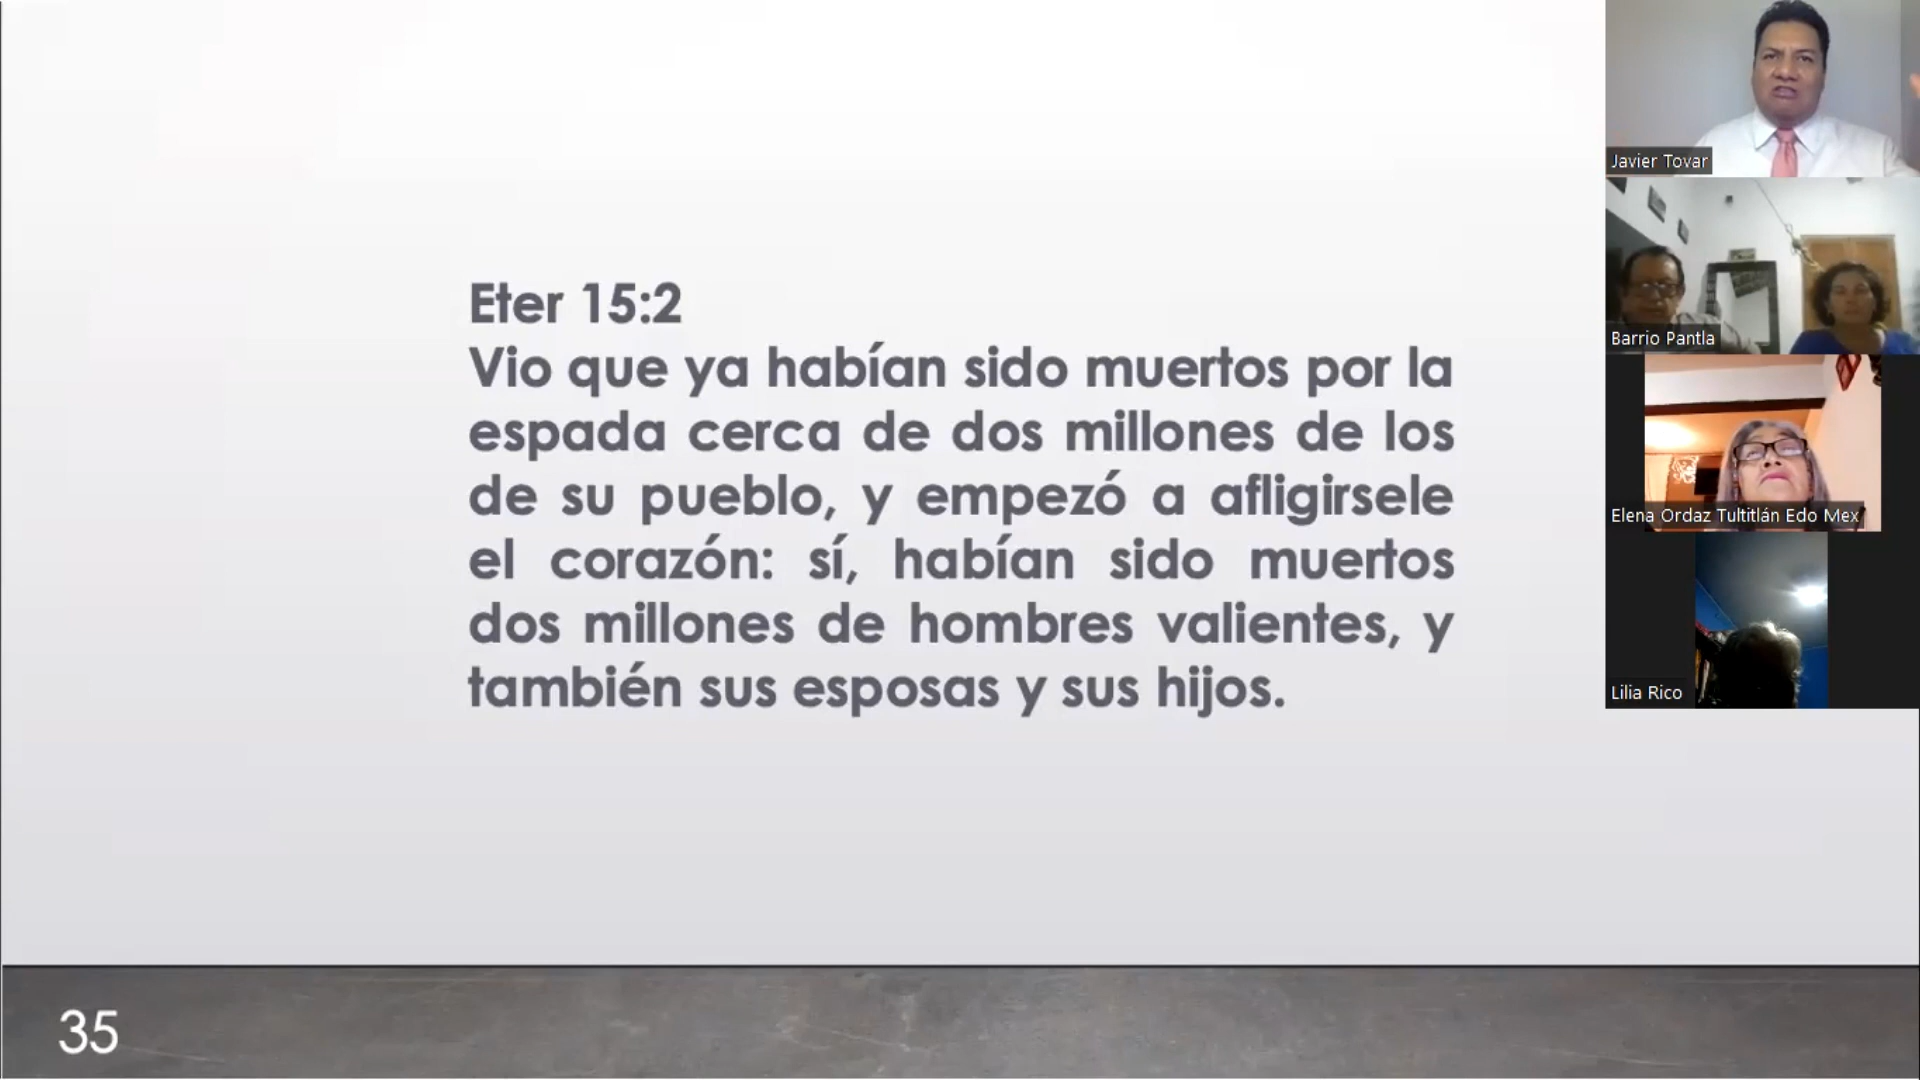 Eter 15:2
Vio que ya habían sido muertos por la
espada cerca de dos millones de los
de su pueblo, y empezó a afligirsele
el corazón: sí, habían sido muertos
dos millones de hombres valientes, y
también sus esposas y sus hijos.
35
Javier Tovar
Barrio Pantla
Elena Ordaz Tultitlán Edo Mex
Lilia Rico